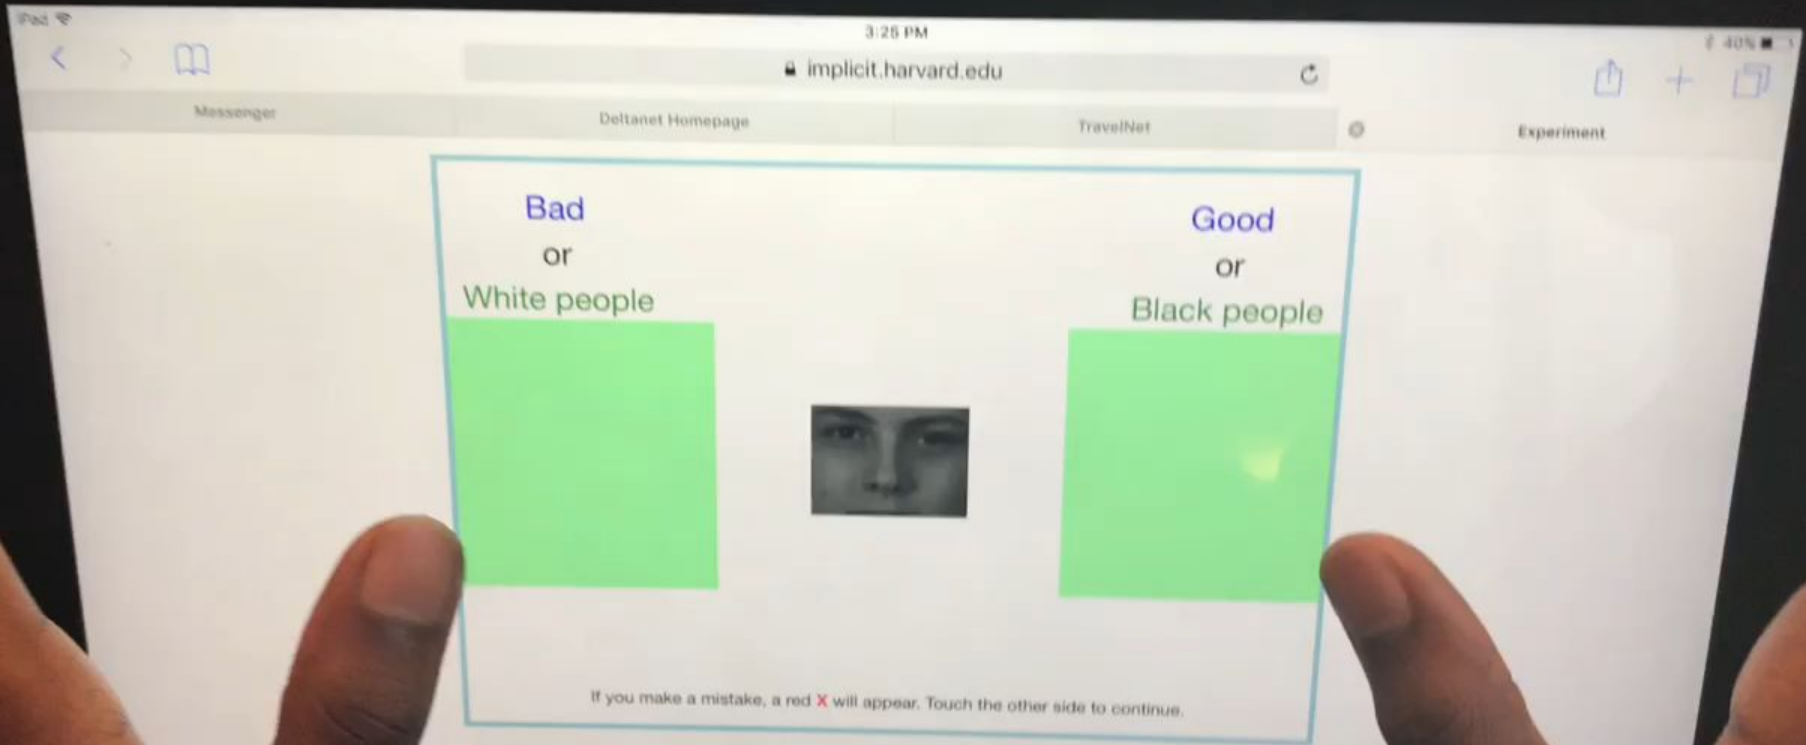 iPad
3:25 PM
40%
implicit.harvard.edu
Messenger
Deltanet Homepage
TravelNet
Experiment
Bad
or
White people
Good
or
Black people
If you make a mistake, a red X will appear. Touch the other side to continue.